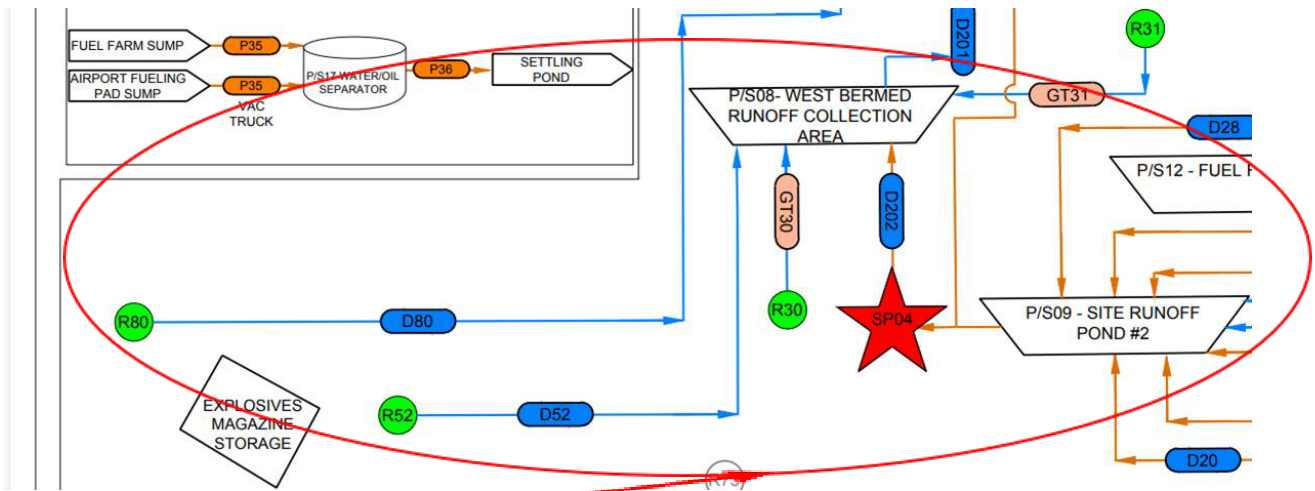 D201
R31
FUEL FARM SUMP
P35
P/S17-WATER/OIL
SEPARATOR
P36
SETTLING
POND
AIRPORT FUELING
PAD SUMP
P35
VAC
TRUCK
P/S08- WEST BERMED
RUNOFF COLLECTION
AREA
GT31
D28
P/S12 - FUEL
GT30
D202
R80
D80
R30
SP04
P/S09 - SITE RUNOFF
POND #2
EXPLOSIVES
MAGAZINE
STORAGE
R52
D52
D20
R73